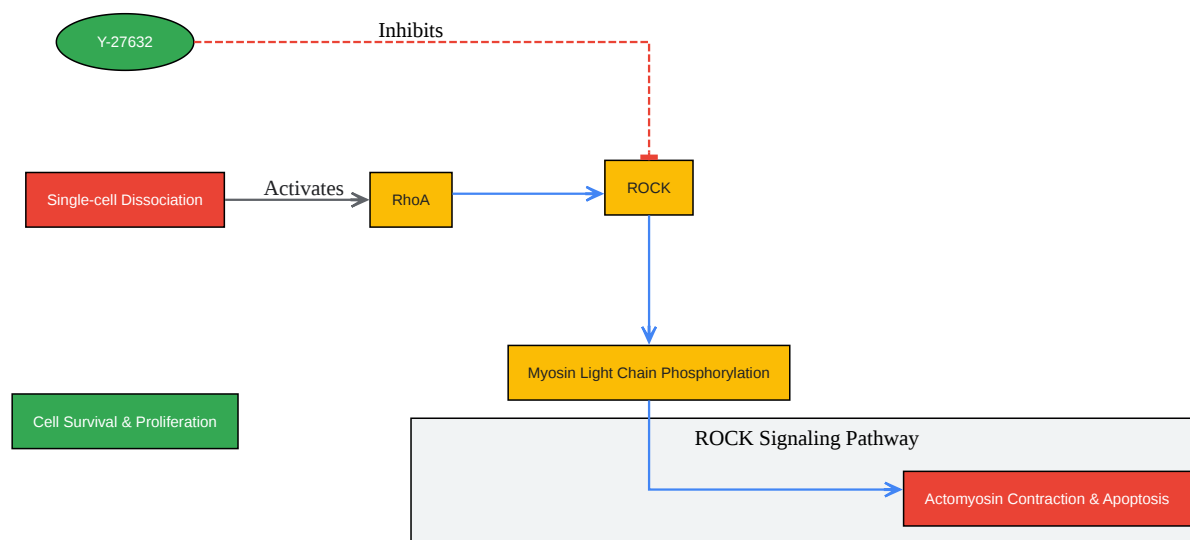 Inhibits
Y-27632
Single-cell Dissociation
Activates
RhoA
ROCK
Myosin Light Chain Phosphorylation
Cell Survival & Proliferation
ROCK Signaling Pathway
Actomyosin Contraction & Apoptosis